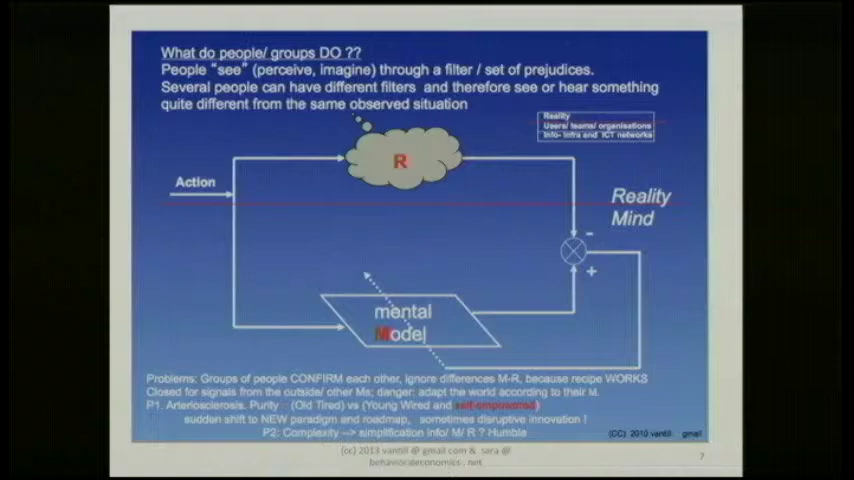 What do people/ groups DO ??
People "see" (perceive, imagine) through a filter / set of prejudices.
Several people can have different filters and therefore see or hear something
quite different from the same observed situation
Reality
Users/ teams/ organisations
Info- Infra and ICT networks
R
Action
Reality
Mind
-
+
mental
Model
Problems: Groups of people CONFIRM each other, Ignore differences M-R, because recipe WORKS
Closed for signals from the outside/ other Ms; danger: adapt the world according to their M.
P1. Arteriosclerosis. Purity (Old Tired) vs (Young Wired and self-empowered)
sudden shift to NEW paradigm and roadmap, sometimes disruptive innovation !
P2: Complexity --> simplification info/ M/ R ? Humble
(CC) 2010 vantill gmail
(cc) 2013 vantill @ gmail com & sara @
behavioraleconomics . net
7